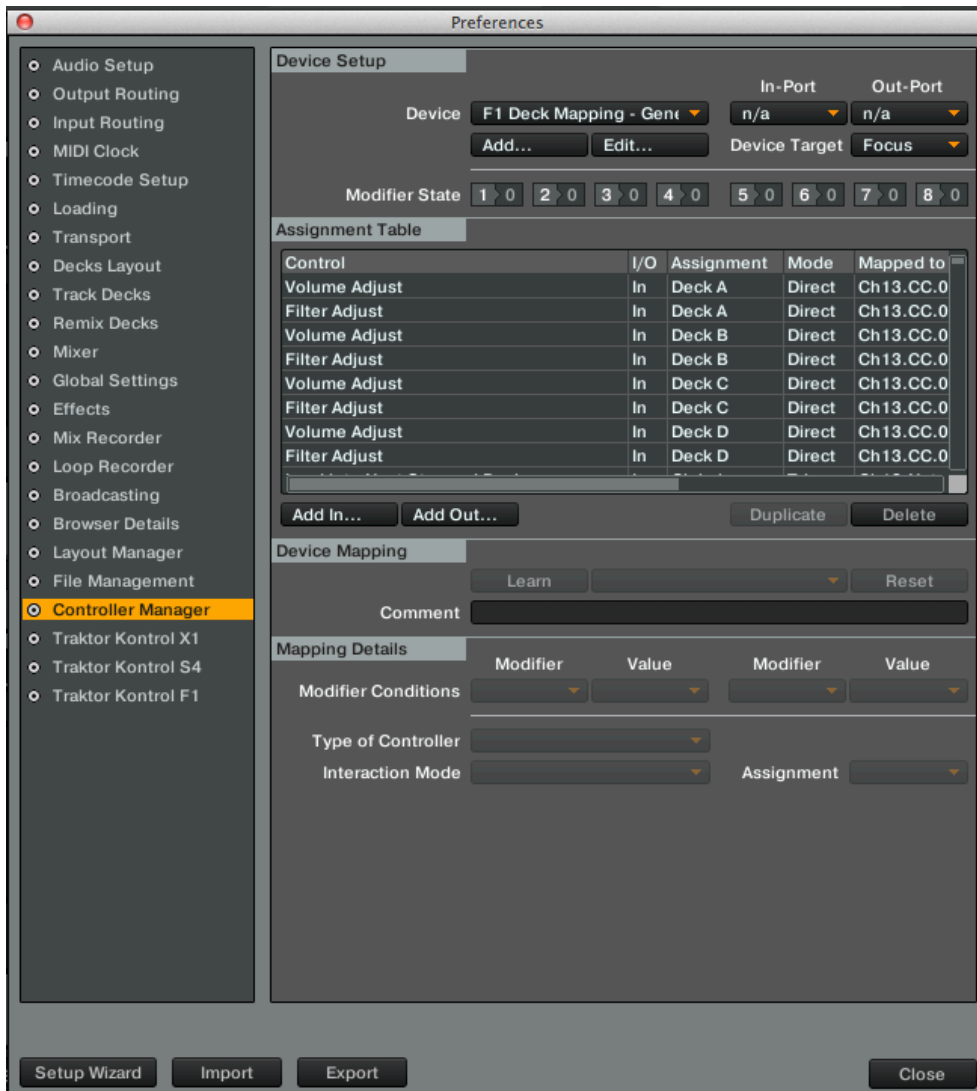 Preferences
Audio Setup
Output Routing
Input Routing
MIDI Clock
Timecode Setup
Loading
Transport
Decks Layout
Track Decks
Remix Decks
Mixer
Global Settings
Effects
Mix Recorder
Loop Recorder
Broadcasting
Browser Details
Layout Manager
File Management
Controller Manager
Traktor Kontrol X1
Traktor Kontrol S4
Traktor Kontrol F1
Device Setup
In-Port Out-Port
Device F1 Deck Mapping - Gene n/a n/a
Add... Edit... Device Target Focus
Modifier State 1 0 2 0 3 0 4 0 5 0 6 0 7 0 8 0
Assignment Table
Control I/O Assignment Mode Mapped to
Volume Adjust In Deck A Direct Ch13.CC.0
Filter Adjust In Deck A Direct Ch13.CC.0
Volume Adjust In Deck B Direct Ch13.CC.0
Filter Adjust In Deck B Direct Ch13.CC.0
Volume Adjust In Deck C Direct Ch13.CC.0
Filter Adjust In Deck C Direct Ch13.CC.0
Volume Adjust In Deck D Direct Ch13.CC.0
Filter Adjust In Deck D Direct Ch13.CC.0
Add In... Add Out... Duplicate Delete
Device Mapping
Learn Reset
Comment
Mapping Details
Modifier Value Modifier Value
Modifier Conditions
Type of Controller
Interaction Mode Assignment
Setup Wizard Import Export Close